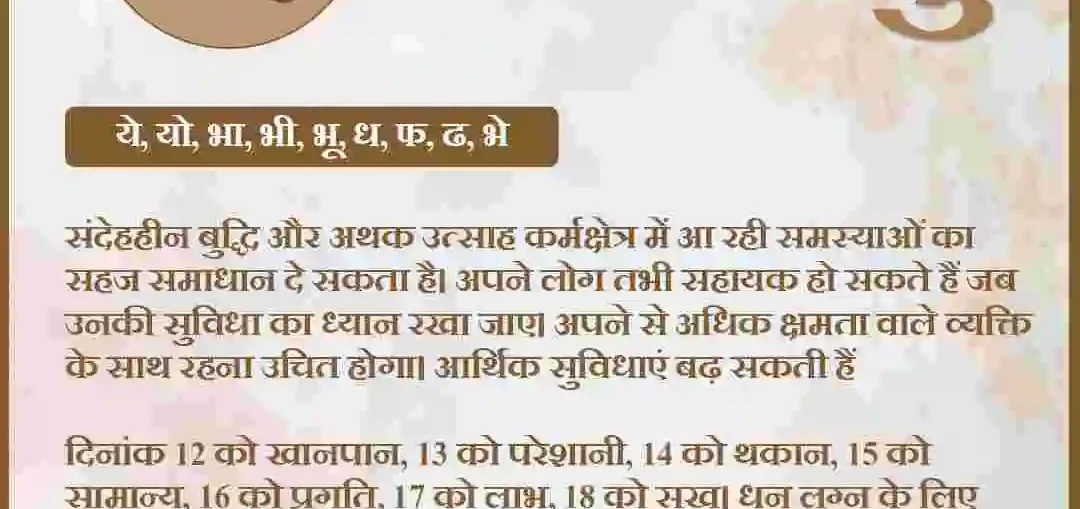 ये, यो, भा, भी, भू, ध, फ, ढ, भे
संदेहहीन बुद्धि और अथक उत्साह कर्मक्षेत्र में आ रही समस्याओं का
सहज समाधान दे सकता है। अपने लोग तभी सहायक हो सकते हैं जब
उनकी सुविधा का ध्यान रखा जाए। अपने से अधिक क्षमता वाले व्यक्ति
के साथ रहना उचित होगा। आर्थिक सुविधाएं बढ़ सकती हैं
दिनांक 12 को खानपान, 13 को परेशानी, 14 को थकान, 15 को
सामान्य, 16 को प्रगति, 17 को लाभ, 18 को सुख। धनु लग्न के लिए